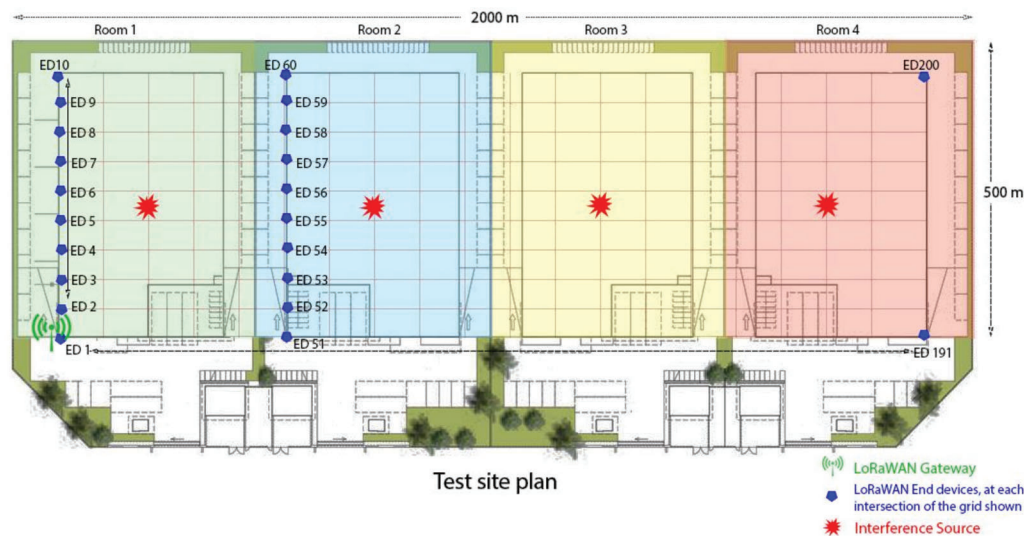 2000 m
Room 1
Room 2
Room 3
Room 4
ED10
ED 60
ED200
ED 9
ED 59
ED 8
ED 58
ED 7
ED 57
ED 6
ED 56
500 m
ED 5
ED 55
ED 4
ED 54
ED 3
ED 53
ED 2
ED 52
ED 1
ED 51
ED 191
Test site plan
LoRaWAN Gateway
LoRaWAN End devices, at each
intersection of the grid shown
Interference Source